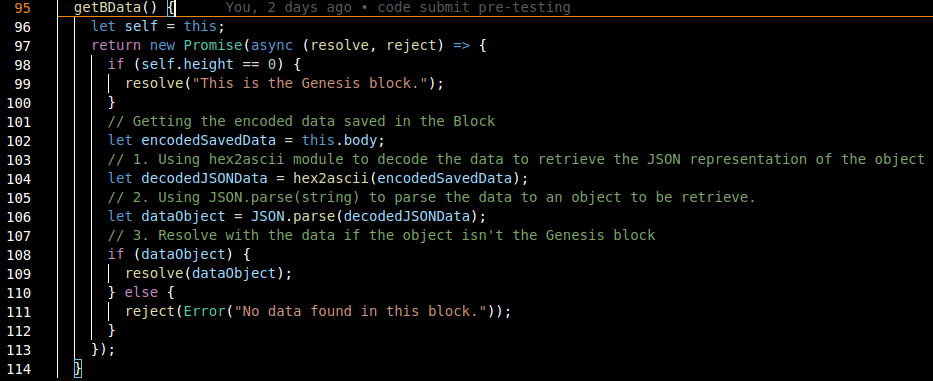 95 getBData() { You, 2 days ago • code submit pre-testing
96 let self = this;
97 return new Promise(async (resolve, reject) => {
98 if (self.height == 0) {
99 resolve("This is the Genesis block.");
100 }
101 // Getting the encoded data saved in the Block
102 let encodedSavedData = this.body;
103 // 1. Using hex2ascii module to decode the data to retrieve the JSON representation of the object
104 let decodedJSONData = hex2ascii(encodedSavedData);
105 // 2. Using JSON.parse(string) to parse the data to an object to be retrieve.
106 let dataObject = JSON.parse(decodedJSONData);
107 // 3. Resolve with the data if the object isn't the Genesis block
108 if (dataObject) {
109 resolve(dataObject);
110 } else {
111 reject(Error("No data found in this block."));
112 }
113 });
114 }